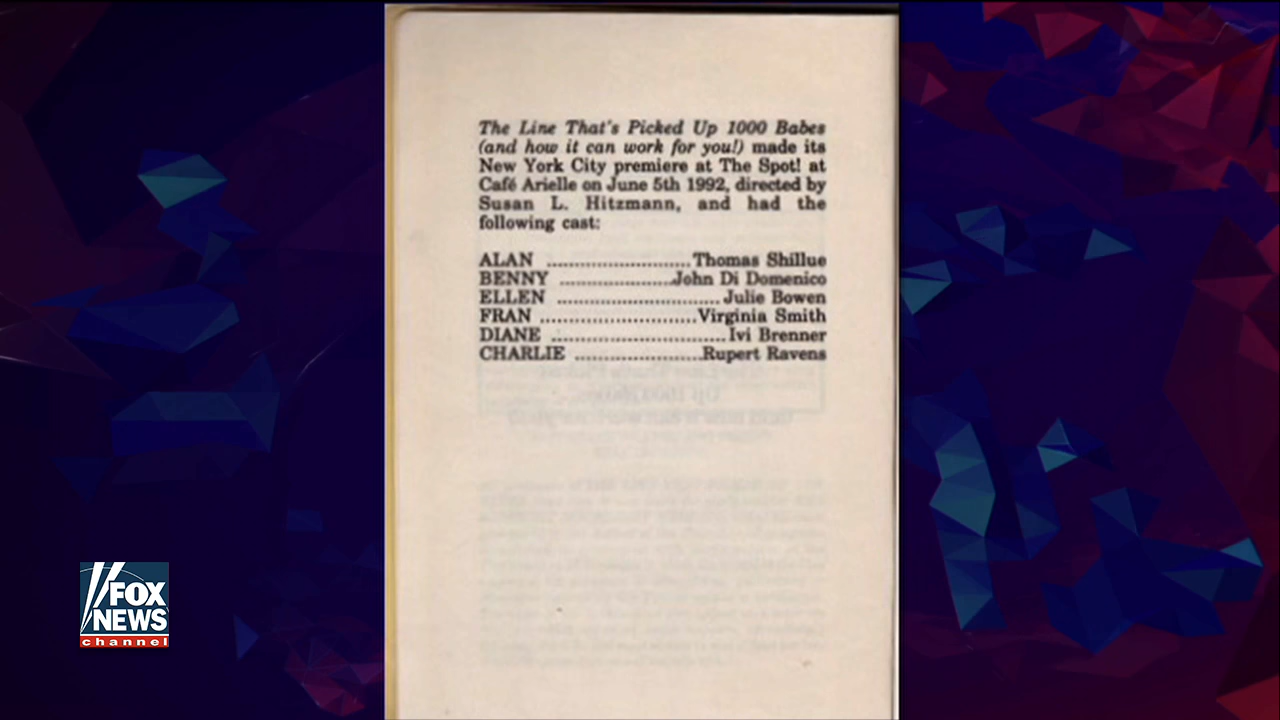 The Line That's Picked Up 1000 Babes
(and how it can work for you!) made its
New York City premiere at The Spot! at
Café Arielle on June 5th 1992, directed by
Susan L. Hitzmann, and had the
following cast:
ALAN ..........................Thomas Shillue
BENNY .....................John Di Domenico
ELLEN .............................. Julie Bowen
FRAN .............................Virginia Smith
DIANE ................................ Ivi Brenner
CHARLIE ........................Rupert Ravens
FOX
NEWS
channel